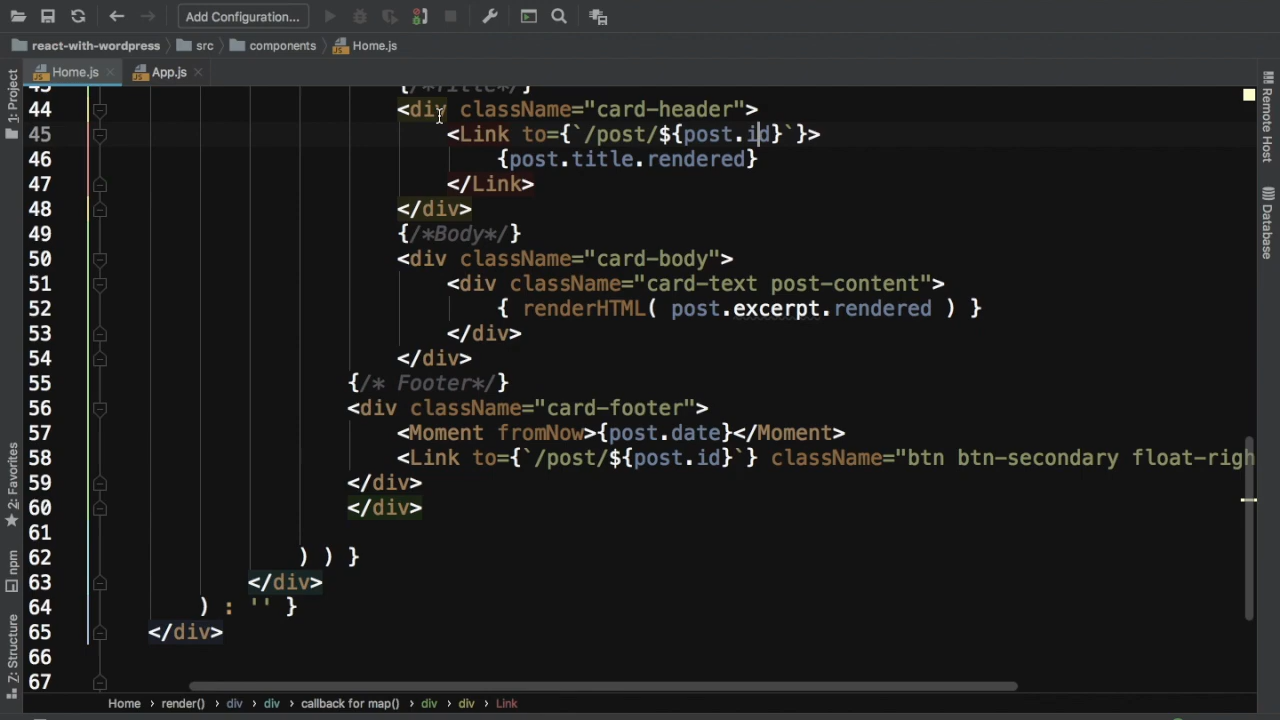 Add Configuration...
react-with-wordpress src components Home.js
Home.js App.js
1: Project
2: Favorites
npm
Z: Structure
Remote Host
Database
{/*Title*/}
44 <div className="card-header">
45 <Link to={`/post/${post.id}`}>
46 {post.title.rendered}
47 </Link>
48 </div>
49 {/*Body*/}
50 <div className="card-body">
51 <div className="card-text post-content">
52 { renderHTML( post.excerpt.rendered ) }
53 </div>
54 </div>
55 {/* Footer*/}
56 <div className="card-footer">
57 <Moment fromNow>{post.date}</Moment>
58 <Link to={`/post/${post.id}`} className="btn btn-secondary float-righ
59 </div>
60 </div>
61
62 ) ) }
63 </div>
64 ) : '' }
65 </div>
66
67
Home › render() › div › div › callback for map() › div › div › Link